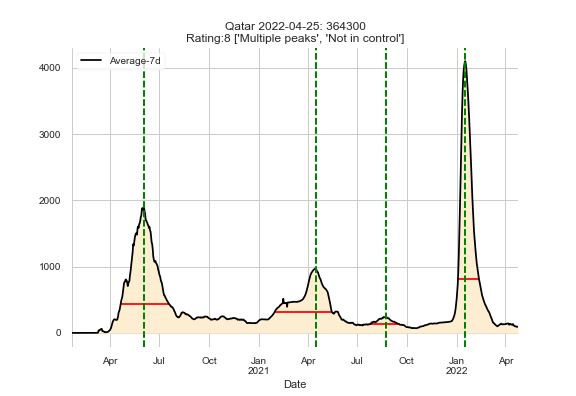 Qatar 2022-04-25: 364300
Rating:8 ['Multiple peaks', 'Not in control']
Average-7d
4000
3000
2000
1000
0
Apr Jul Oct Jan Apr Jul Oct Jan Apr
2021 2022
Date